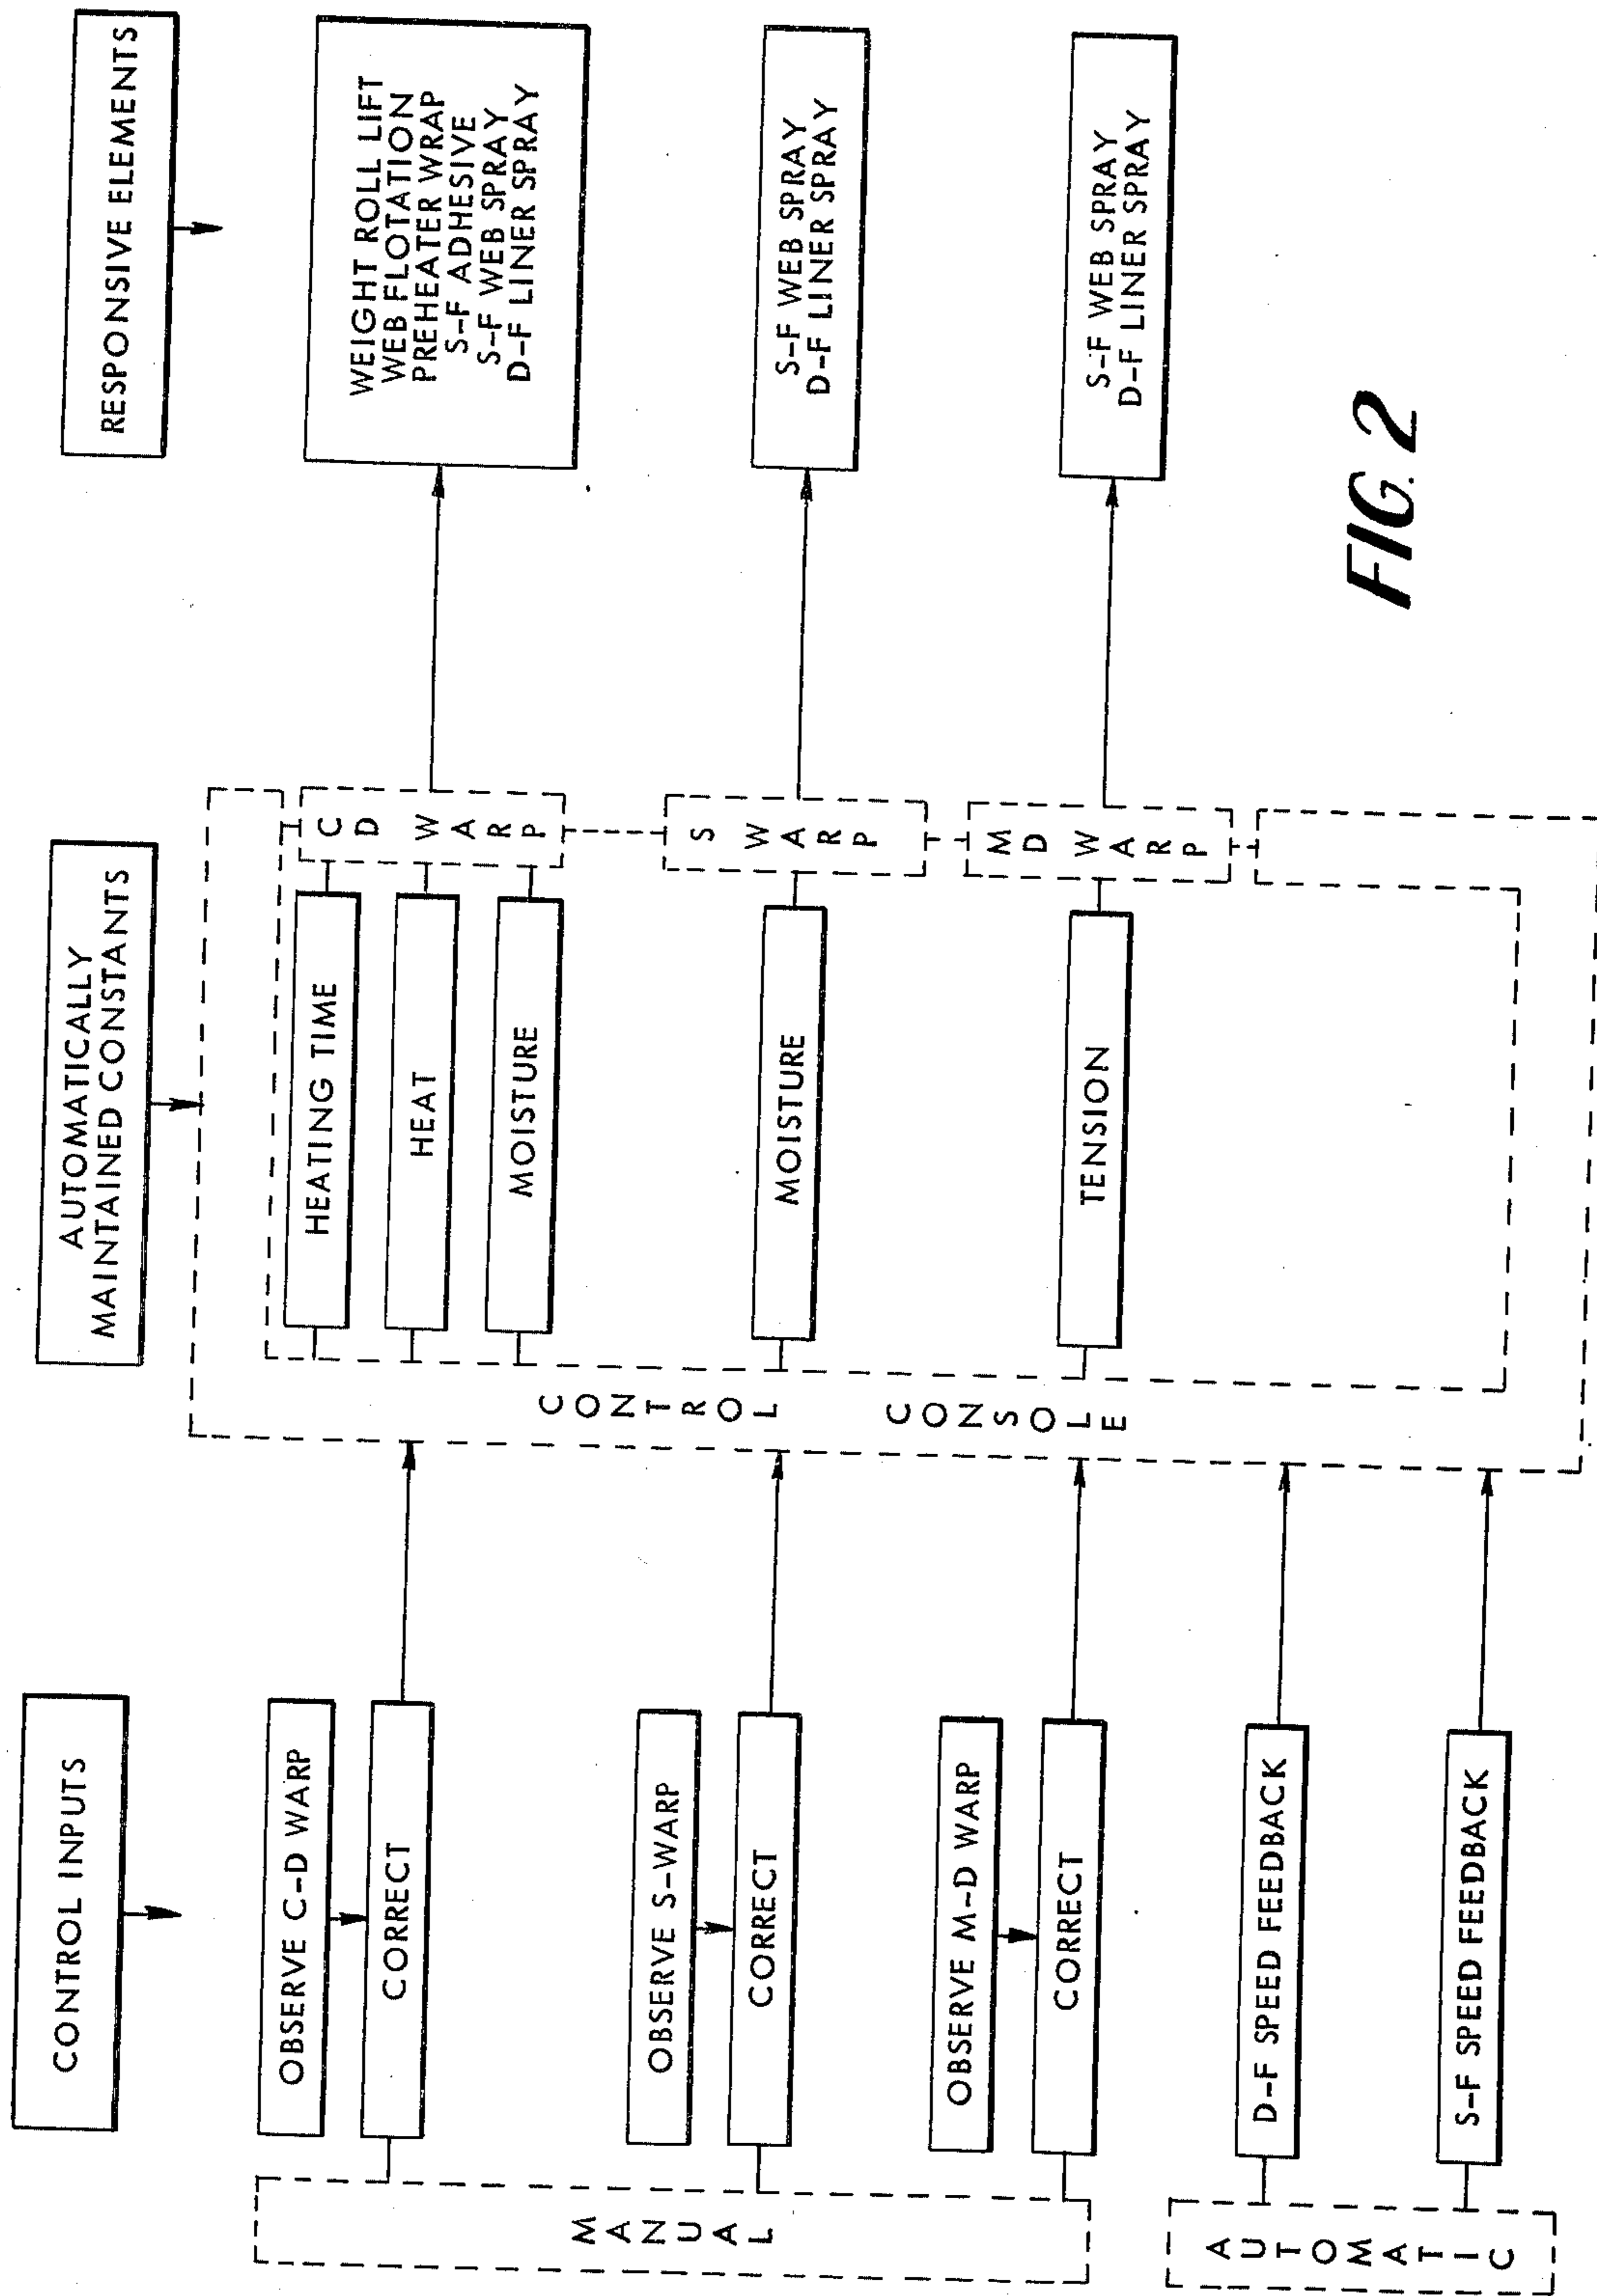 CONTROL INPUTS
AUTOMATICALLY
MAINTAINED CONSTANTS
RESPONSIVE ELEMENTS
MANUAL
OBSERVE C-D WARP
CORRECT
OBSERVE S-WARP
CORRECT
OBSERVE M-D WARP
CORRECT
AUTOMATIC
D-F SPEED FEEDBACK
S-F SPEED FEEDBACK
CONTROL CONSOLE
HEATING TIME
HEAT
MOISTURE
MOISTURE
TENSION
CD WARP
S WARP
MD WARP
WEIGHT ROLL LIFT
WEB FLOTATION
PREHEATER WRAP
S-F ADHESIVE
S-F WEB SPRAY
D-F LINER SPRAY
S-F WEB SPRAY
D-F LINER SPRAY
S-F WEB SPRAY
D-F LINER SPRAY
FIG. 2